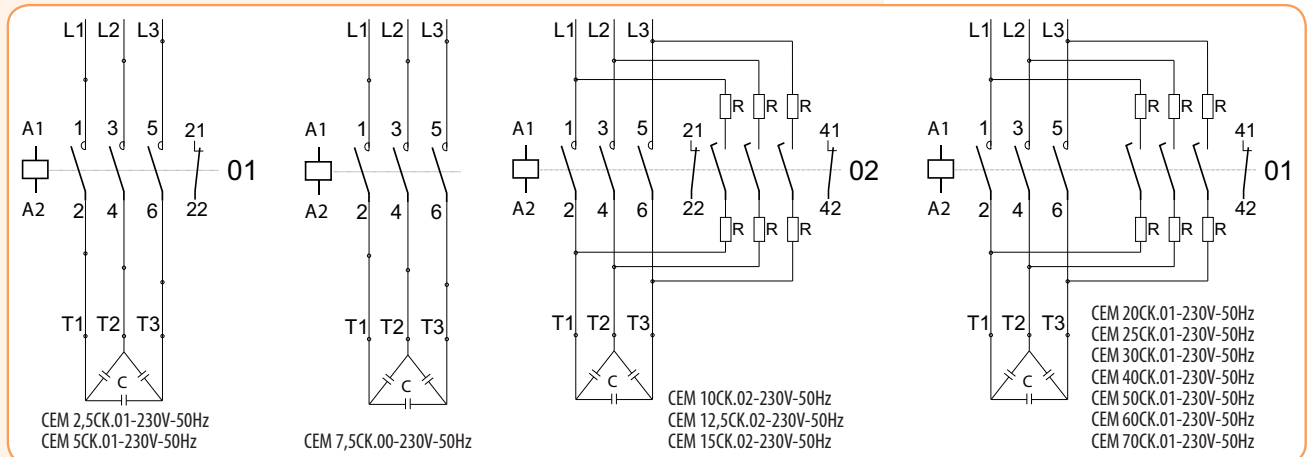 L1 L2 L3
A1 1 3 5 21
01
A2 2 4 6 22
T1 T2 T3
C
CEM 2,5CK.01-230V-50Hz
CEM 5CK.01-230V-50Hz
L1 L2 L3
A1 1 3 5
A2 2 4 6
T1 T2 T3
C
CEM 7,5CK.00-230V-50Hz
L1 L2 L3
R R R
A1 1 3 5 21 41
02
A2 2 4 6 22 42
R R R
T1 T2 T3
C
CEM 10CK.02-230V-50Hz
CEM 12,5CK.02-230V-50Hz
CEM 15CK.02-230V-50Hz
L1 L2 L3
R R R
A1 1 3 5 41
01
A2 2 4 6 42
R R R
T1 T2 T3
C
CEM 20CK.01-230V-50Hz
CEM 25CK.01-230V-50Hz
CEM 30CK.01-230V-50Hz
CEM 40CK.01-230V-50Hz
CEM 50CK.01-230V-50Hz
CEM 60CK.01-230V-50Hz
CEM 70CK.01-230V-50Hz